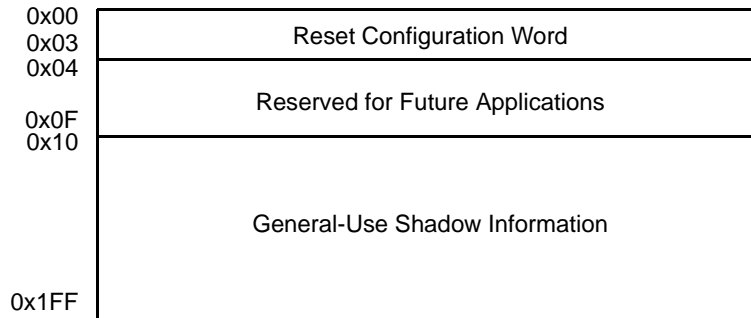 0x00
Reset Configuration Word
0x03
0x04
Reserved for Future Applications
0x0F
0x10
General-Use Shadow Information
0x1FF